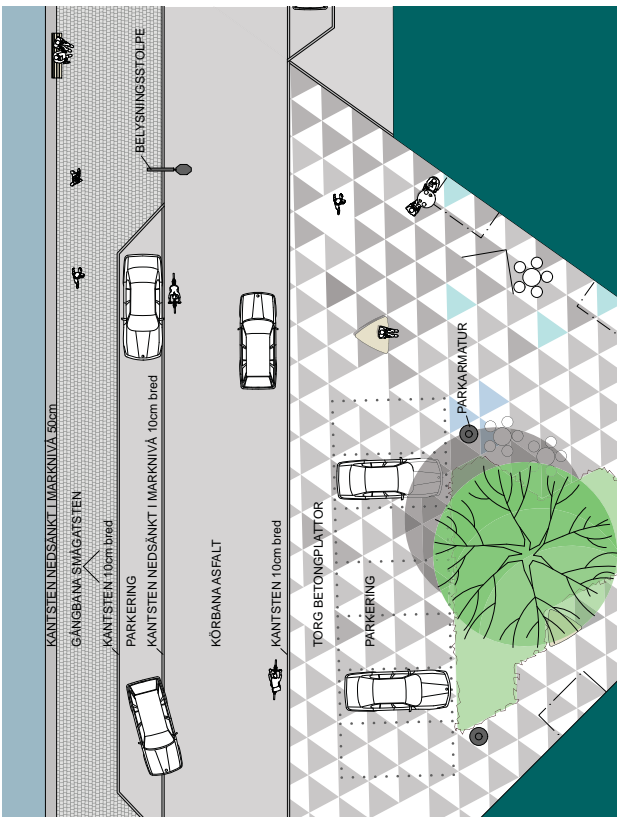 BELYSNINGSSTOLPE
KANTSTEN NEDSÄNKT I MARKNIVÅ 50cm
GÅNGBANA SMÅGATSTEN
KANTSTEN 10cm bred
PARKERING
KANTSTEN NEDSÄNKT I MARKNIVÅ 10cm bred
KÖRBANA ASFALT
KANTSTEN 10cm bred
TORG BETONGPLATTOR
PARKERING
PARKARMATUR